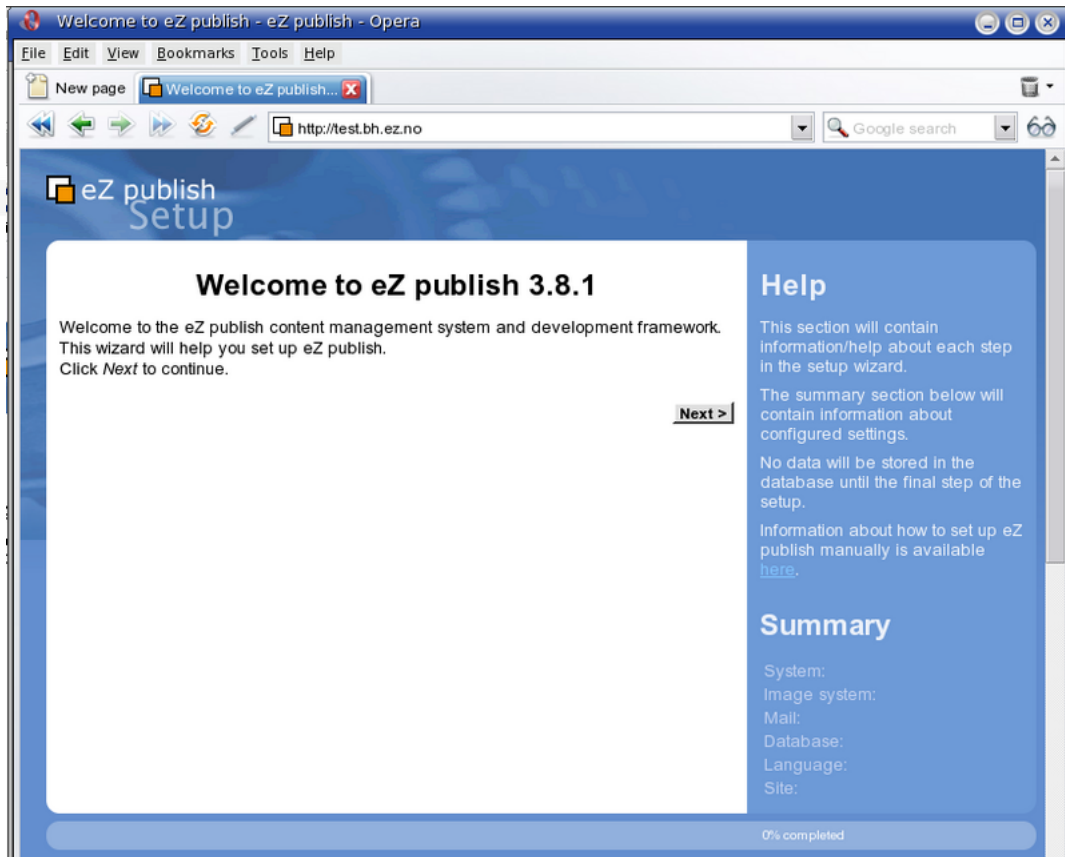 Welcome to eZ publish - eZ publish - Opera
File Edit View Bookmarks Tools Help
New page Welcome to eZ publish...
http://test.bh.ez.no Google search
eZ publish
Setup
Welcome to eZ publish 3.8.1
Welcome to the eZ publish content management system and development framework.
This wizard will help you set up eZ publish.
Click Next to continue.
Next >
Help
This section will contain
information/help about each step
in the setup wizard.
The summary section below will
contain information about
configured settings.
No data will be stored in the
database until the final step of the
setup.
Information about how to set up eZ
publish manually is available
here.
Summary
System:
Image system:
Mail:
Database:
Language:
Site:
0% completed